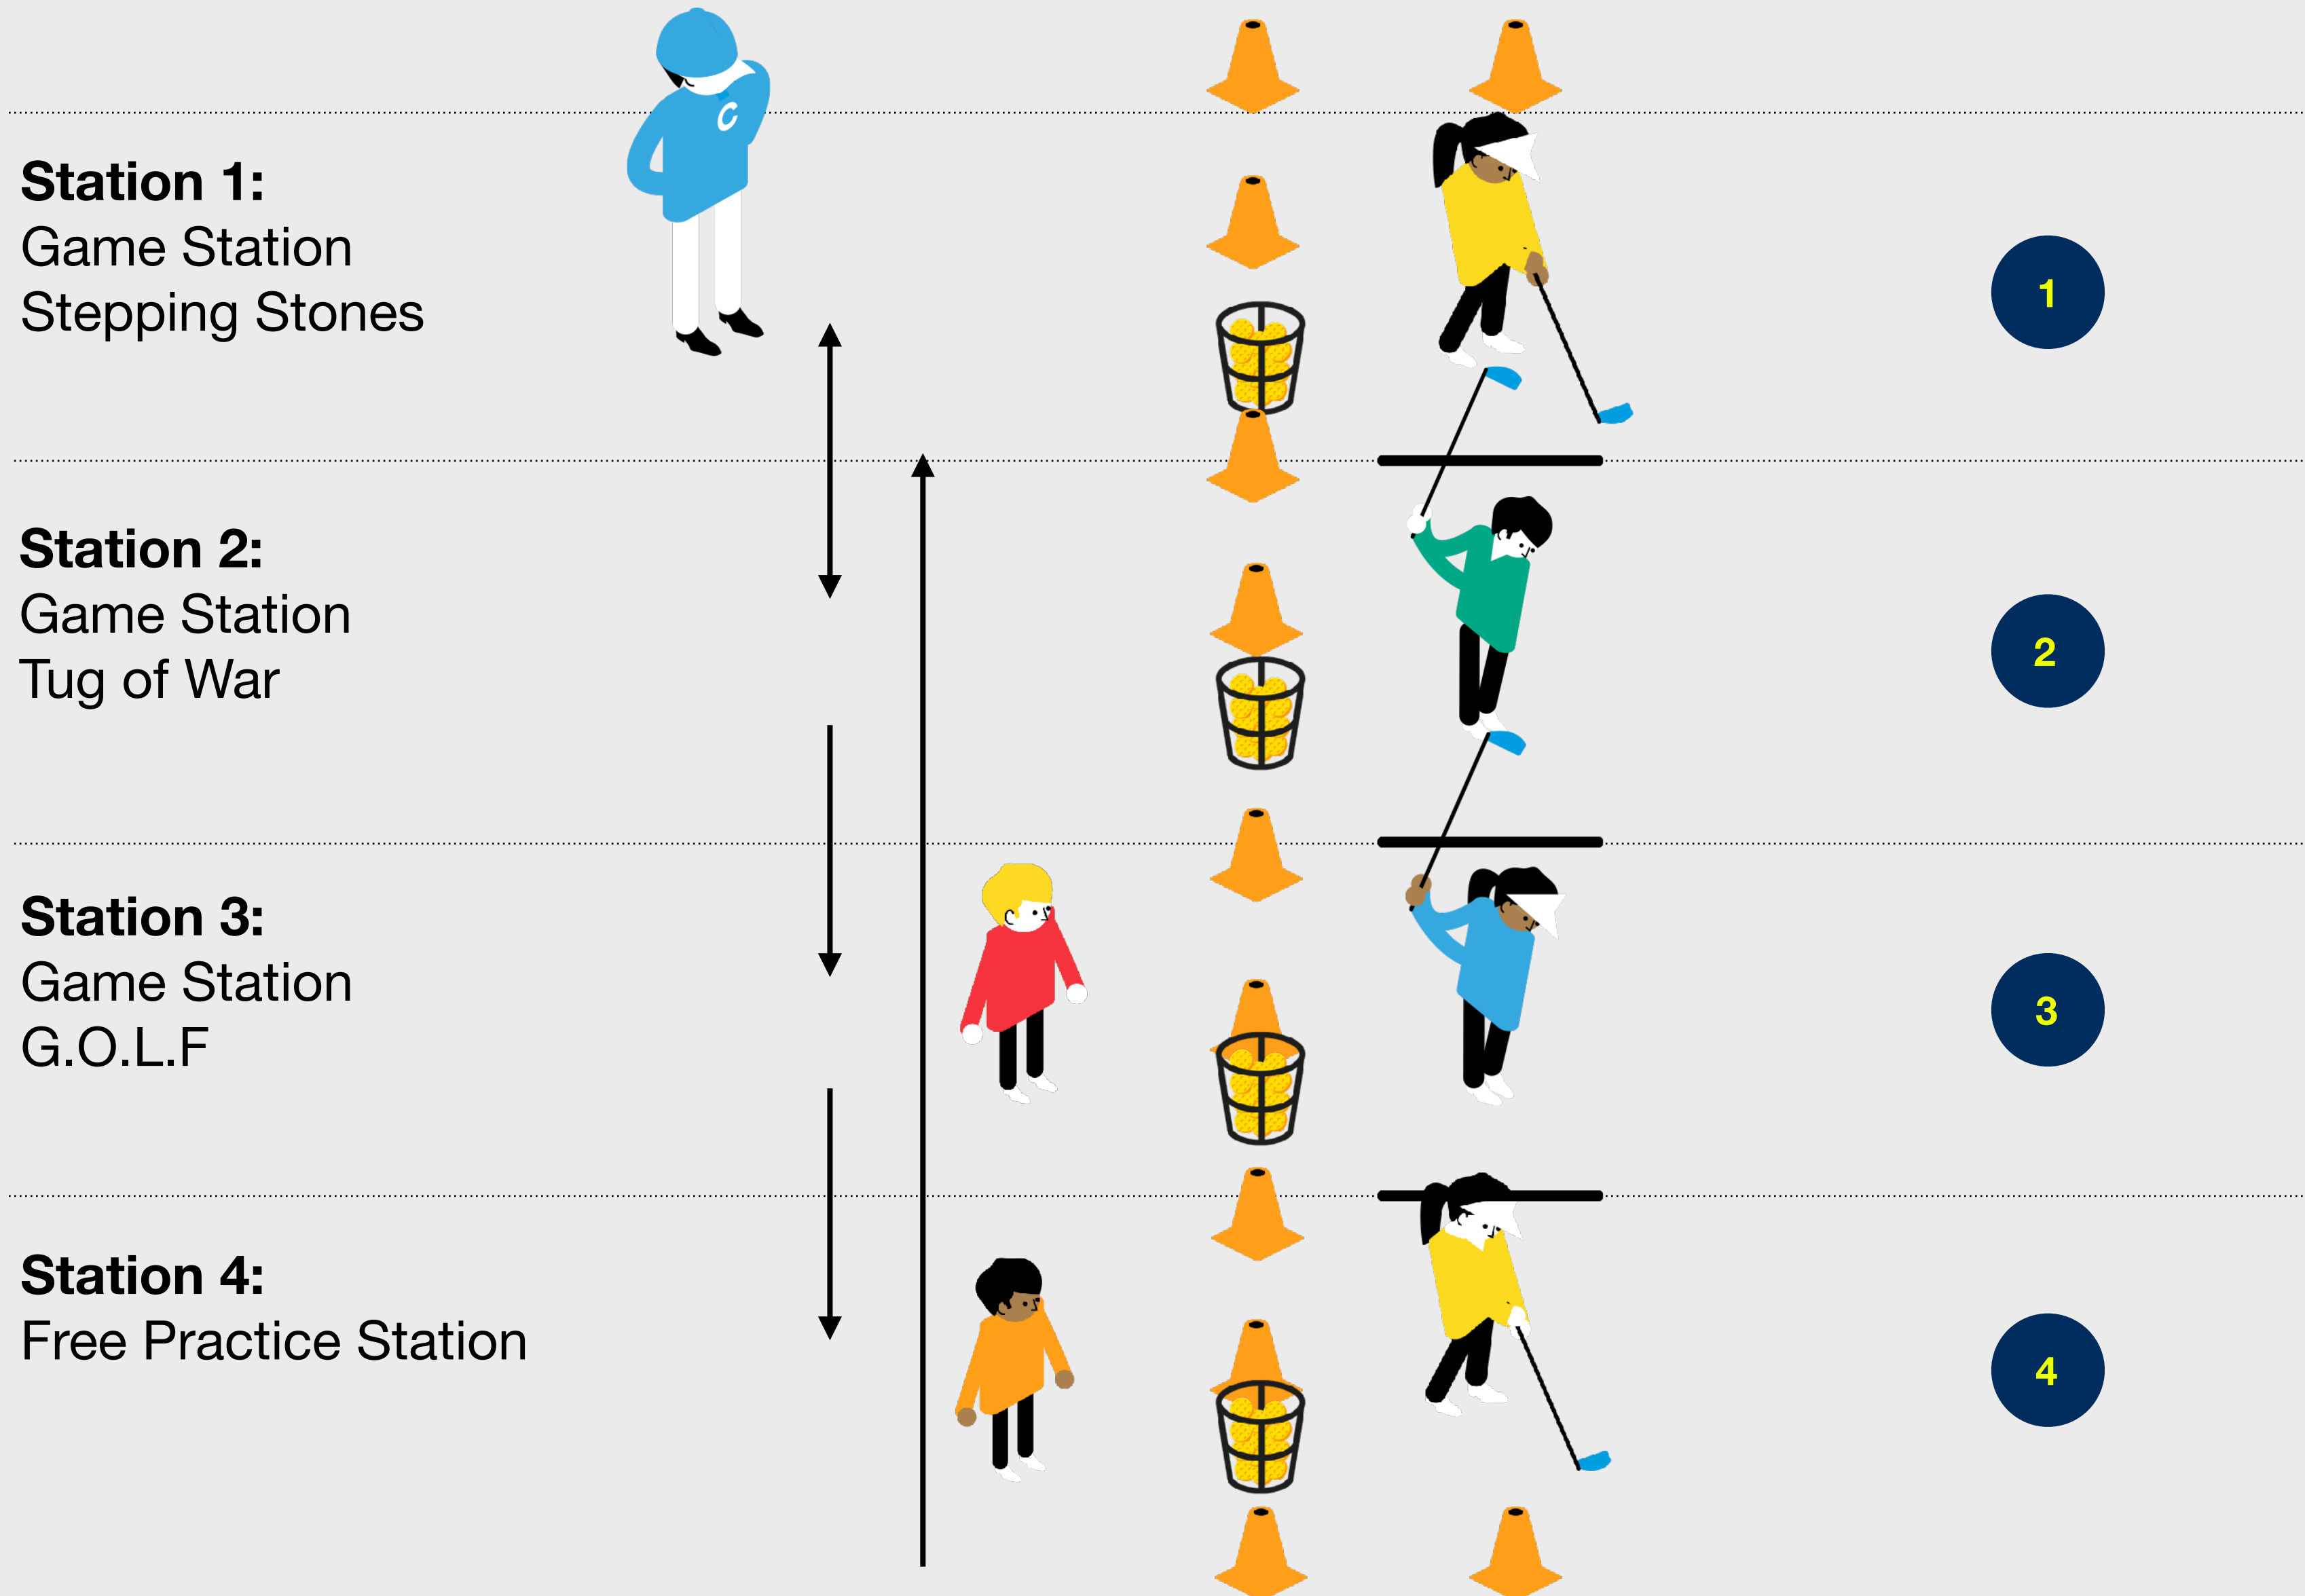 C
Station 1:
Game Station
Stepping Stones
1
Station 2:
Game Station
Tug of War
2
Station 3:
Game Station
G.O.L.F
3
Station 4:
Free Practice Station
4